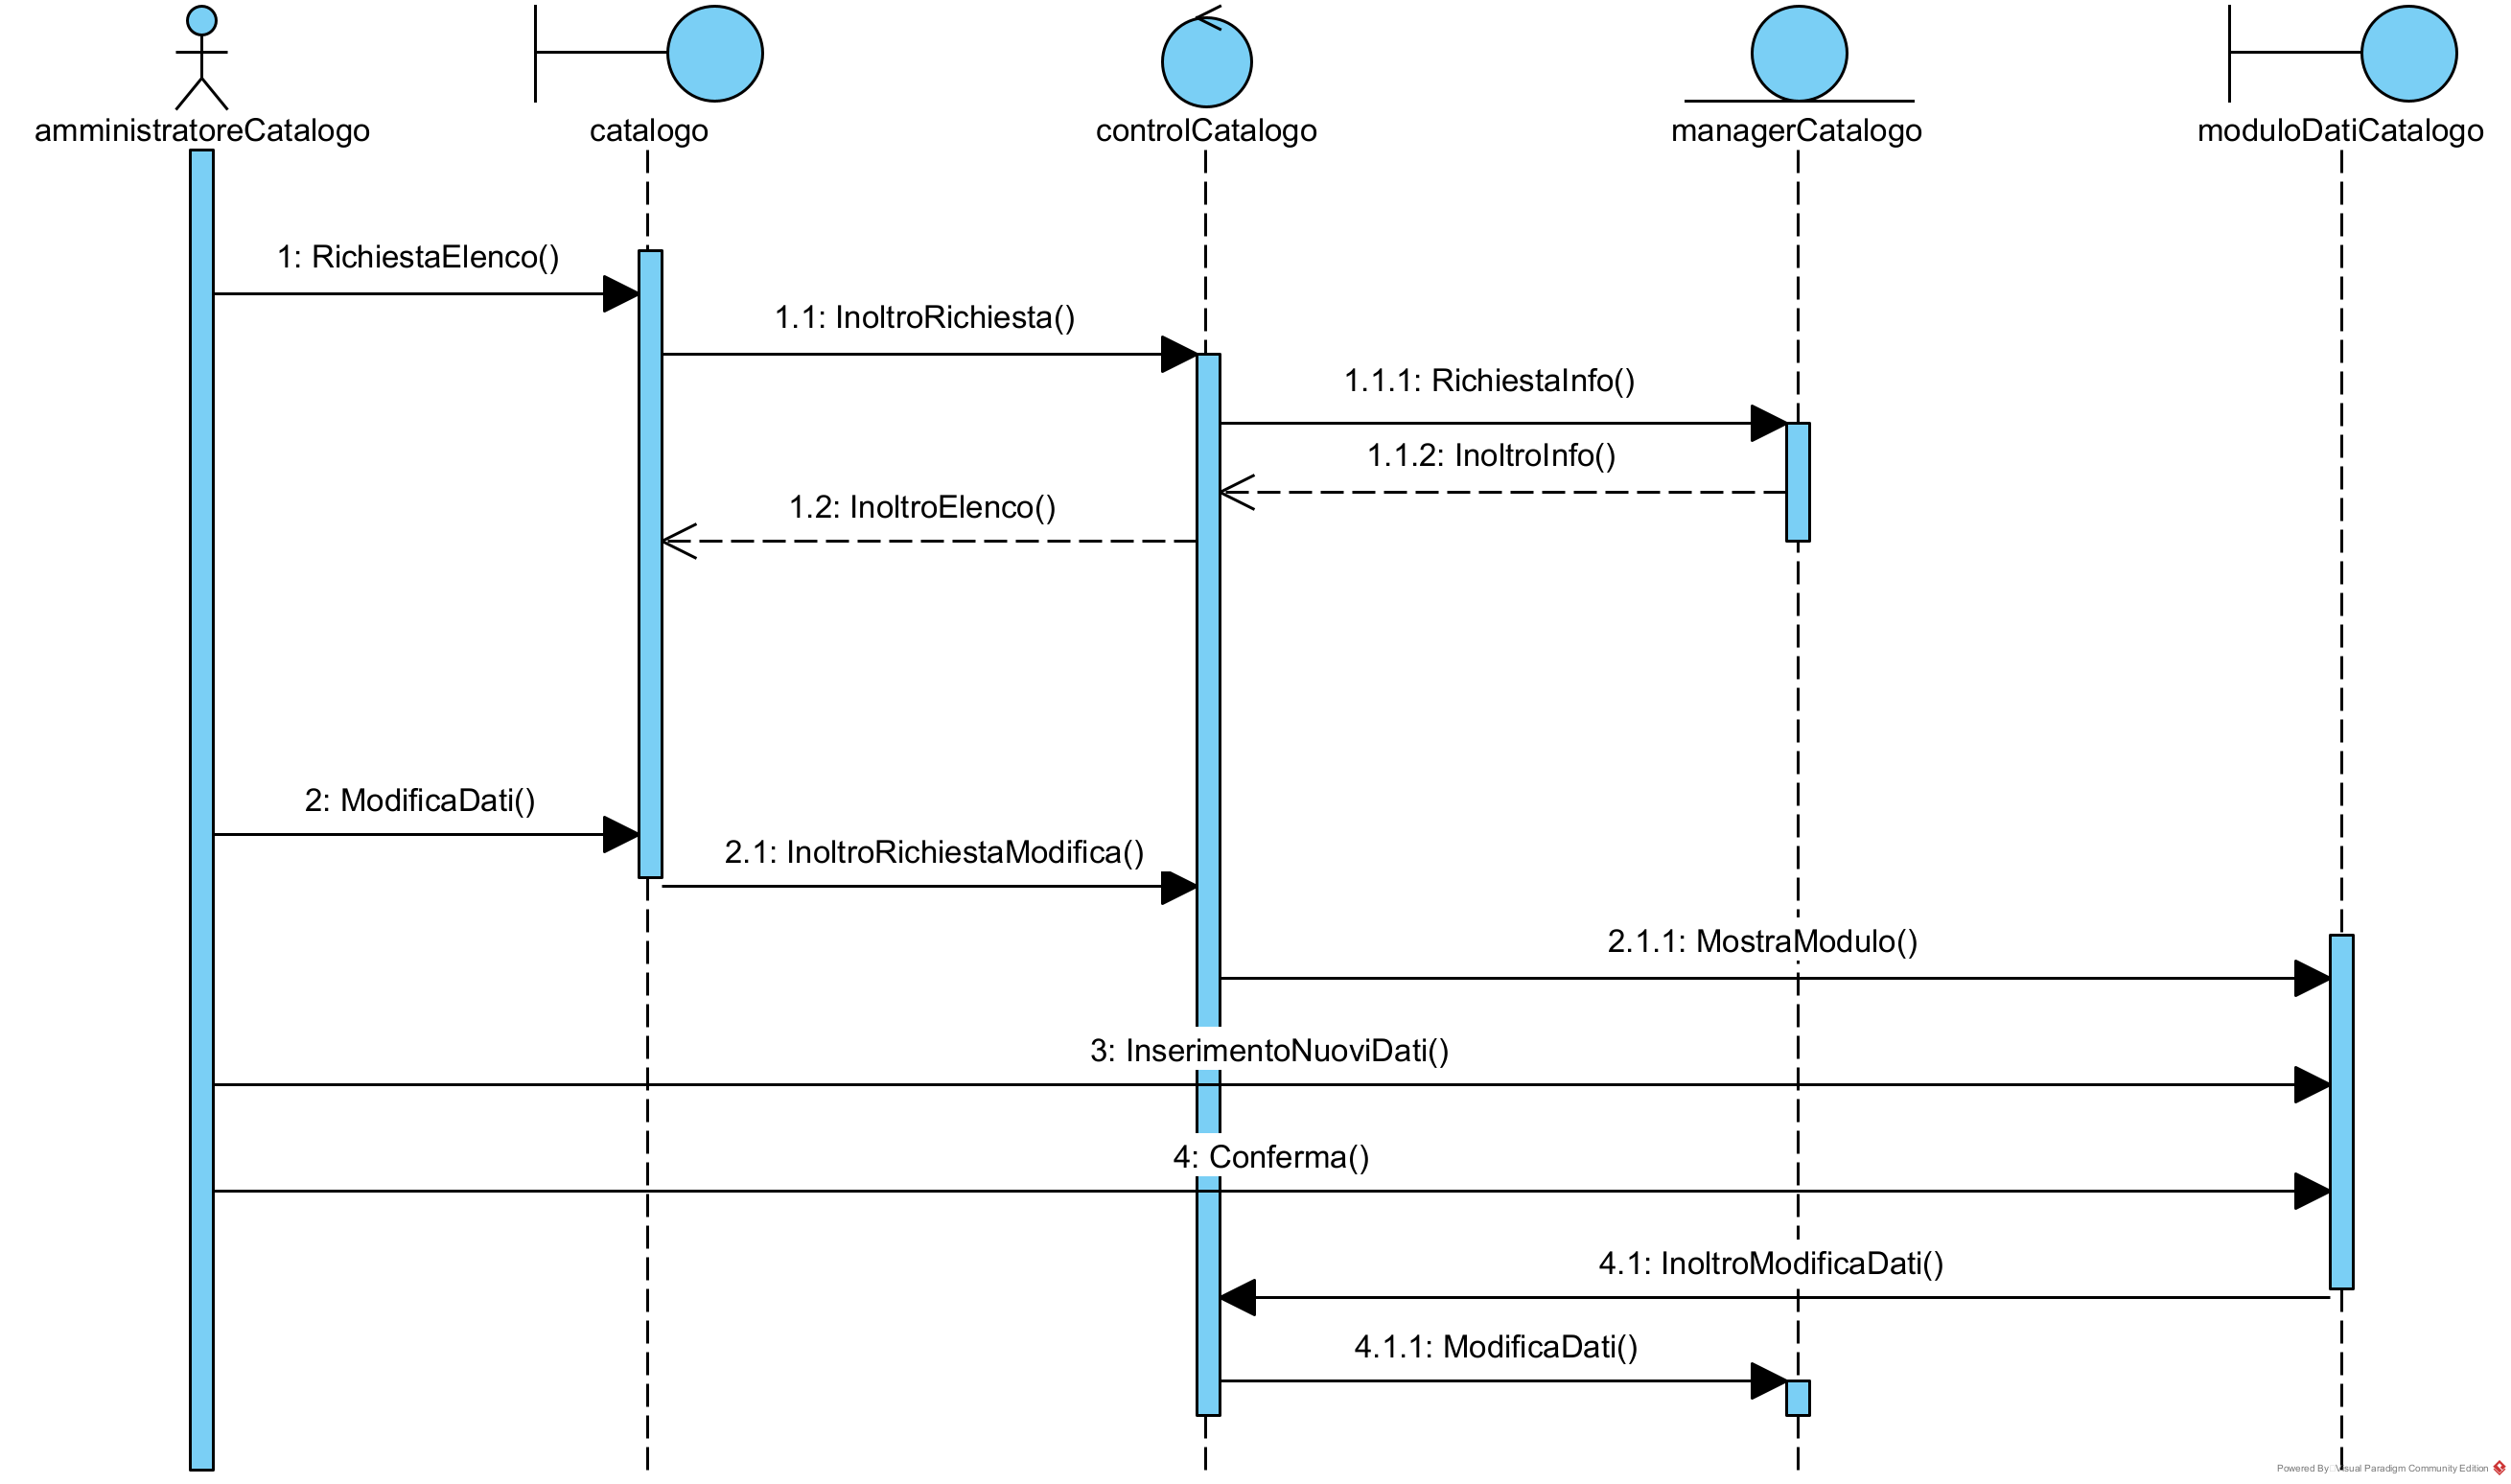 amministratoreCatalogo
catalogo
controlCatalogo
managerCatalogo
moduloDatiCatalogo
1: RichiestaElenco()
1.1: InoltroRichiesta()
1.1.1: RichiestaInfo()
1.1.2: InoltroInfo()
1.2: InoltroElenco()
2: ModificaDati()
2.1: InoltroRichiestaModifica()
2.1.1: MostraModulo()
3: InserimentoNuoviDati()
4: Conferma()
4.1: InoltroModificaDati()
4.1.1: ModificaDati()
Powered By Visual Paradigm Community Edition